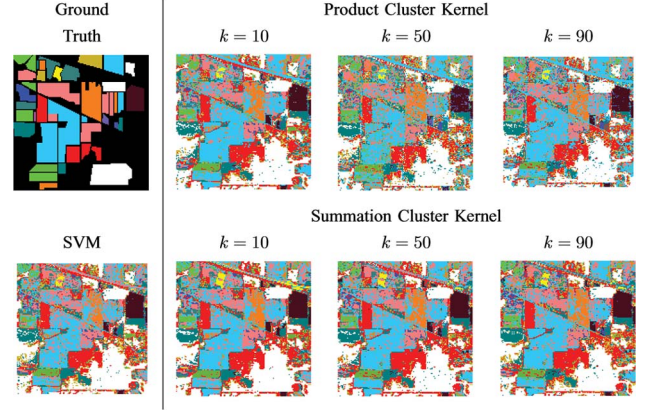 Ground
Truth
Product Cluster Kernel
k = 10
k = 50
k = 90
Summation Cluster Kernel
SVM
k = 10
k = 50
k = 90